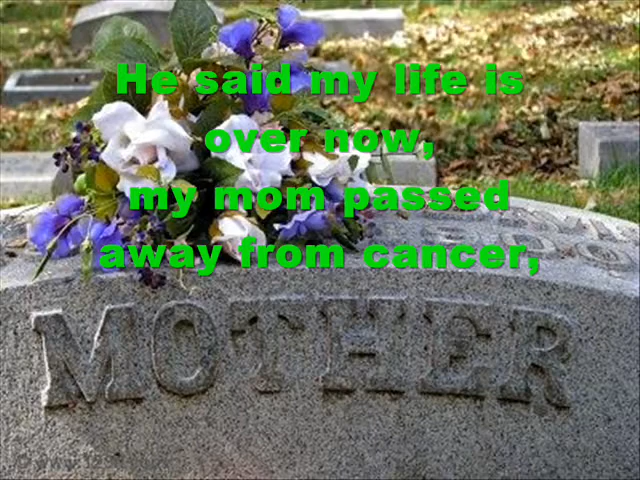 He said my life is
over now,
my mom passed
away from cancer,
MOTHER